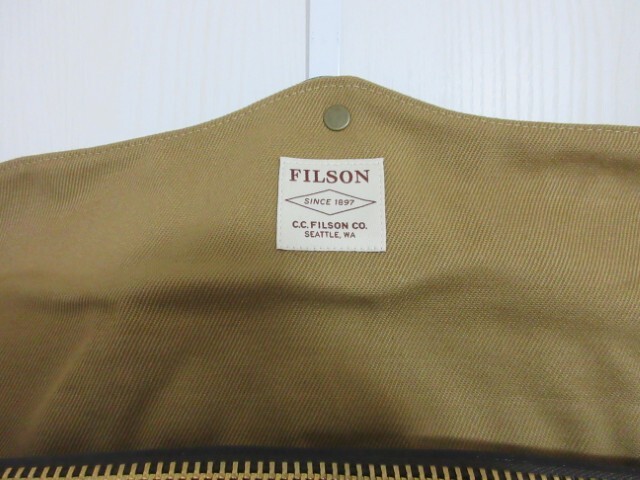 FILSON
SINCE 1897
C.C. FILSON CO.
SEATTLE, WA